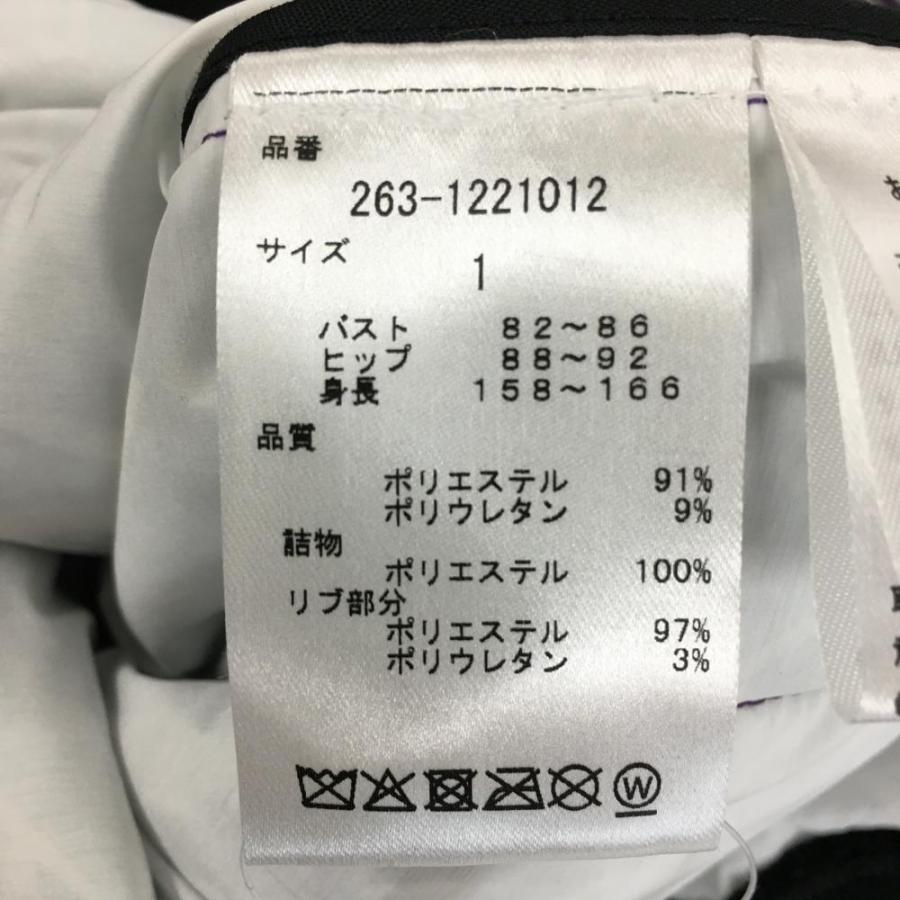 品番
263-1221012
サイズ
1
バスト 82～86
ヒップ 88～92
身長 158～166
品質
ポリエステル 91%
ポリウレタン 9%
詰物
ポリエステル 100%
リブ部分
ポリエステル 97%
ポリウレタン 3%
W